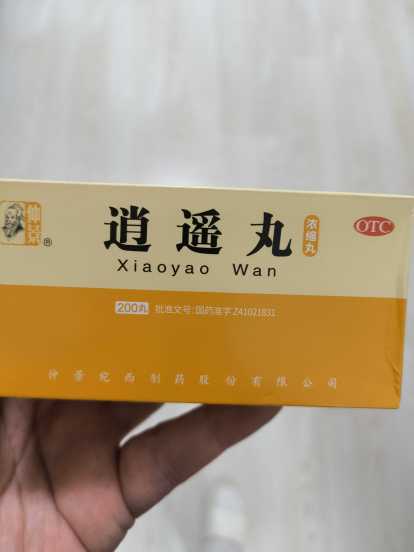 仲景
®
逍遥丸
浓缩丸
OTC
Xiaoyao Wan
200丸 批准文号:国药准字Z41021831
仲景宛西制药股份有限公司